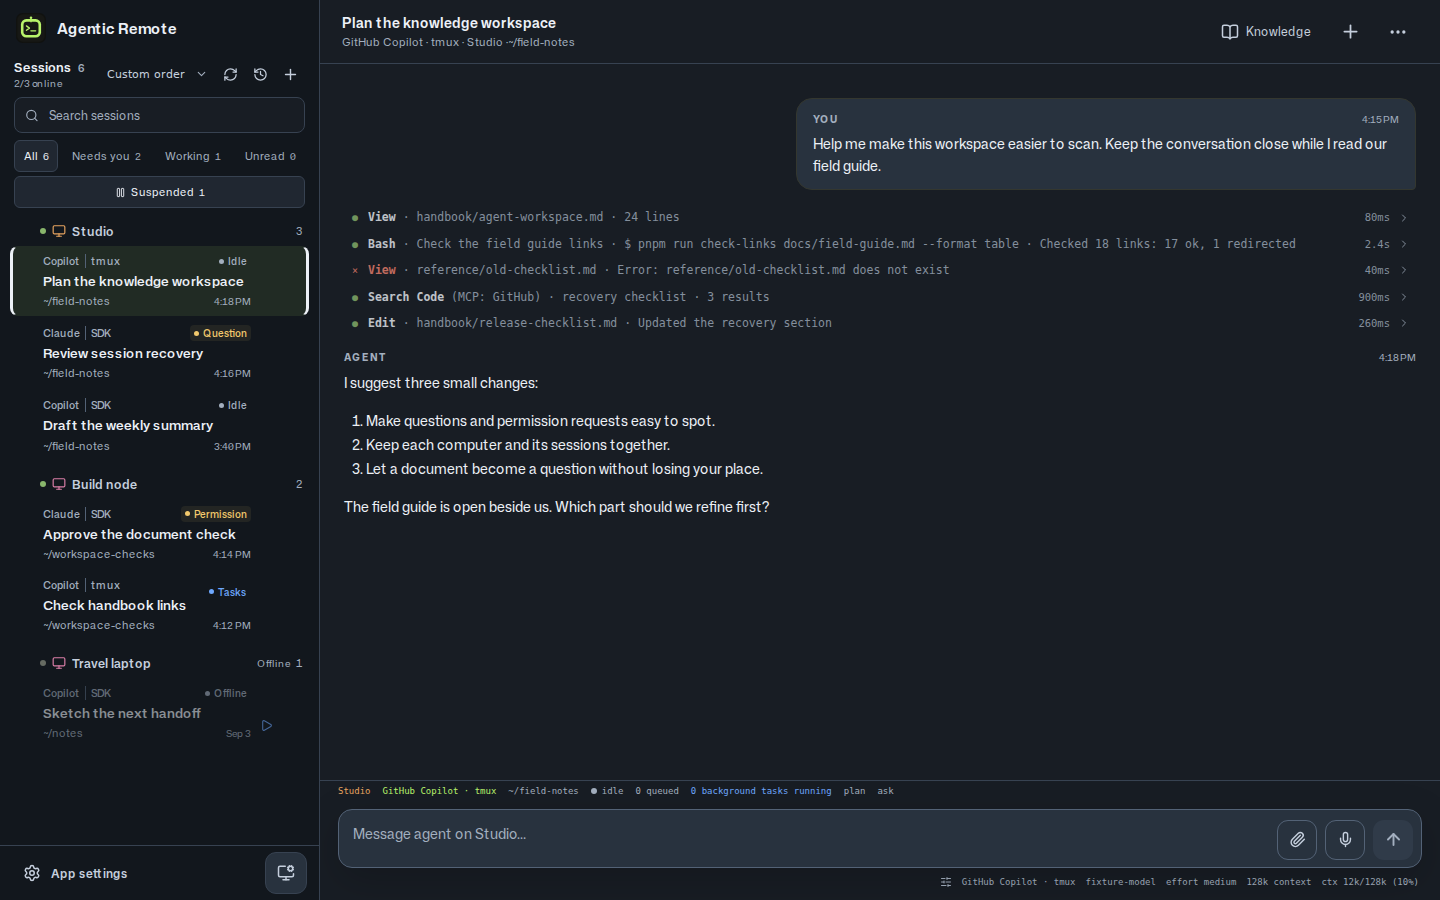 Agentic Remote
Sessions 6
2/3 online
Custom order
Search sessions
All 6
Needs you 2
Working 1
Unread 0
Suspended 1
Studio 3
Copilot | tmux
Idle
Plan the knowledge workspace
~/field-notes 4:18 PM
Claude | SDK
Question
Review session recovery
~/field-notes 4:16 PM
Copilot | SDK
Idle
Draft the weekly summary
~/field-notes 3:40 PM
Build node 2
Claude | SDK
Permission
Approve the document check
~/workspace-checks 4:14 PM
Copilot | tmux
Tasks
Check handbook links
~/workspace-checks 4:12 PM
Travel laptop Offline 1
Copilot | SDK
Offline
Sketch the next handoff
~/notes Sep 3
App settings
Plan the knowledge workspace
GitHub Copilot · tmux · Studio · ~/field-notes
Knowledge
YOU 4:15 PM
Help me make this workspace easier to scan. Keep the conversation close while I read our
field guide.
View · handbook/agent-workspace.md · 24 lines 80ms
Bash · Check the field guide links · $ pnpm run check-links docs/field-guide.md --format table · Checked 18 links: 17 ok, 1 redirected 2.4s
× View · reference/old-checklist.md · Error: reference/old-checklist.md does not exist 40ms
Search Code (MCP: GitHub) · recovery checklist · 3 results 900ms
Edit · handbook/release-checklist.md · Updated the recovery section 260ms
AGENT 4:18 PM
I suggest three small changes:
1. Make questions and permission requests easy to spot.
2. Keep each computer and its sessions together.
3. Let a document become a question without losing your place.
The field guide is open beside us. Which part should we refine first?
Studio GitHub Copilot · tmux ~/field-notes idle 0 queued 0 background tasks running plan ask
Message agent on Studio...
GitHub Copilot · tmux fixture-model effort medium 128k context ctx 12k/128k (10%)